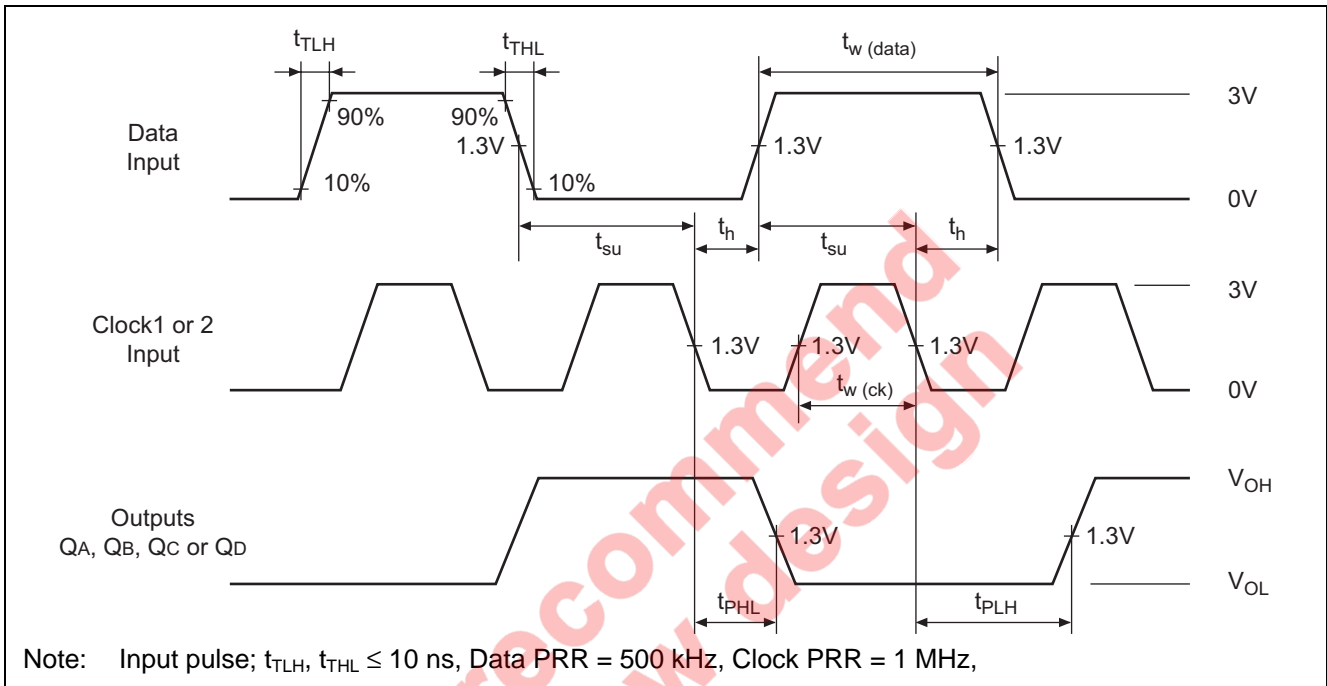 tTLH
tTHL
tw (data)
3V
90%
90%
Data
Input
1.3V
1.3V
1.3V
10%
10%
0V
tsu
th
tsu
th
3V
Clock1 or 2
Input
1.3V
1.3V
1.3V
tw (ck)
0V
VOH
Outputs
QA, QB, QC or QD
1.3V
1.3V
VOL
tPHL
tPLH
Note: Input pulse; tTLH, tTHL ≤ 10 ns, Data PRR = 500 kHz, Clock PRR = 1 MHz,
recommend
w design